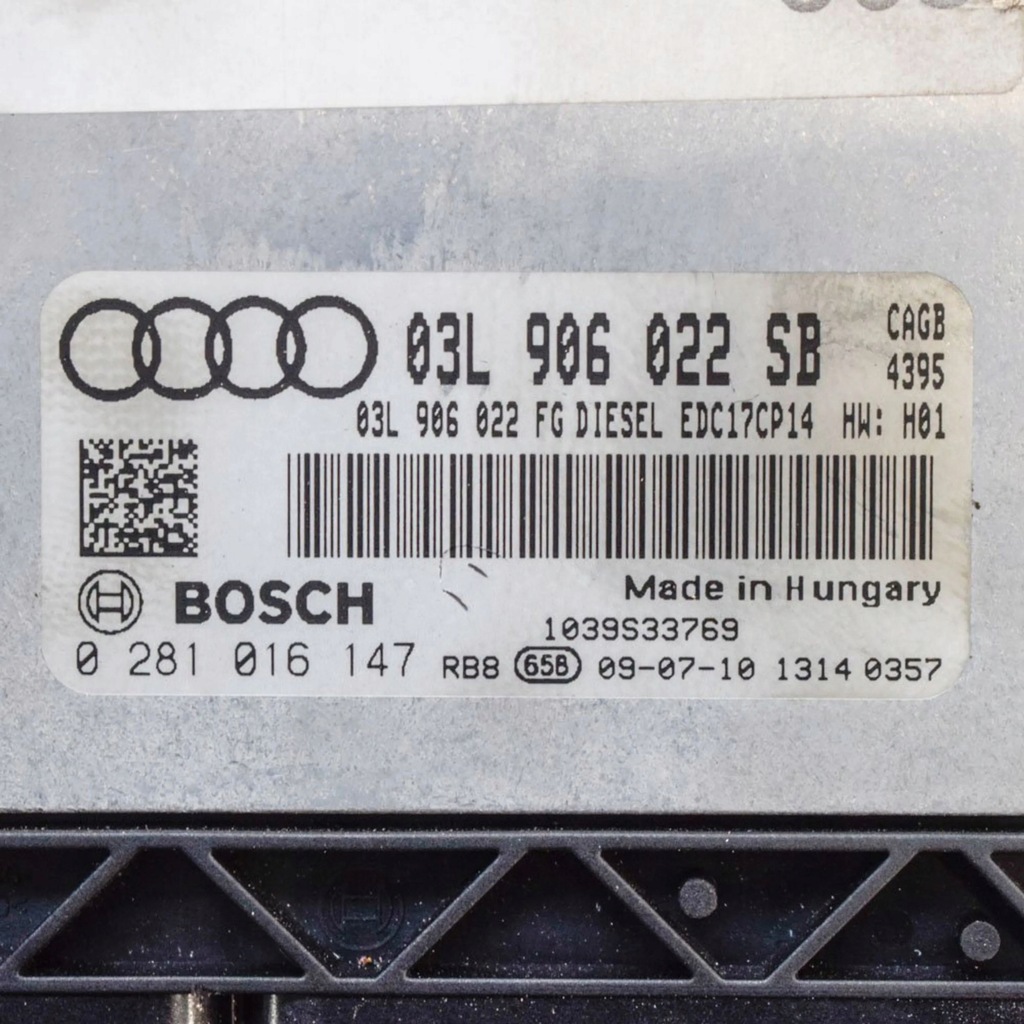 03L 906 022 SB
CAGB
4395
03L 906 022 FG DIESEL EDC17CP14 HW: H01
BOSCH
Made in Hungary
1039S33769
0 281 016 147
RB8 65B 09-07-10 1314 0357